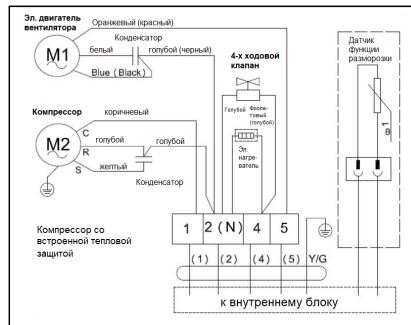 Эл. двигатель
вентилятора
Оранжевый (красный)
Конденсатор
M1
белый
голубой (черный)
Blue (Black)
4-х ходовой
клапан
Датчик
функции
разморозки
Голубой
Фиоле-
товый
(голубой)
Компрессор
коричневый
M2
C
R
S
голубой
голубой
желтый
Конденсатор
Эл.
нагре-
ватель
θ 1
Компрессор со
встроенной тепловой
защитой
1
2 (N)
4
5
(1)
(2)
(4)
(5)
Y/G
к внутреннему блоку